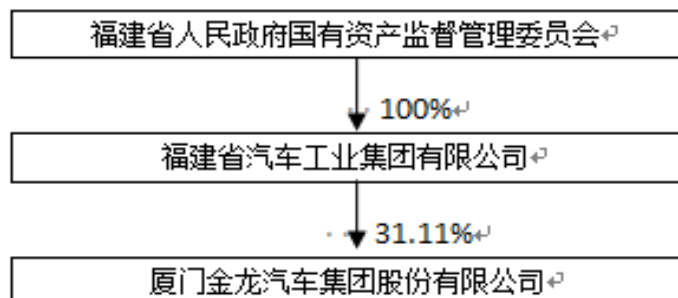 福建省人民政府国有资产监督管理委员会
100%
福建省汽车工业集团有限公司
31.11%
厦门金龙汽车集团股份有限公司